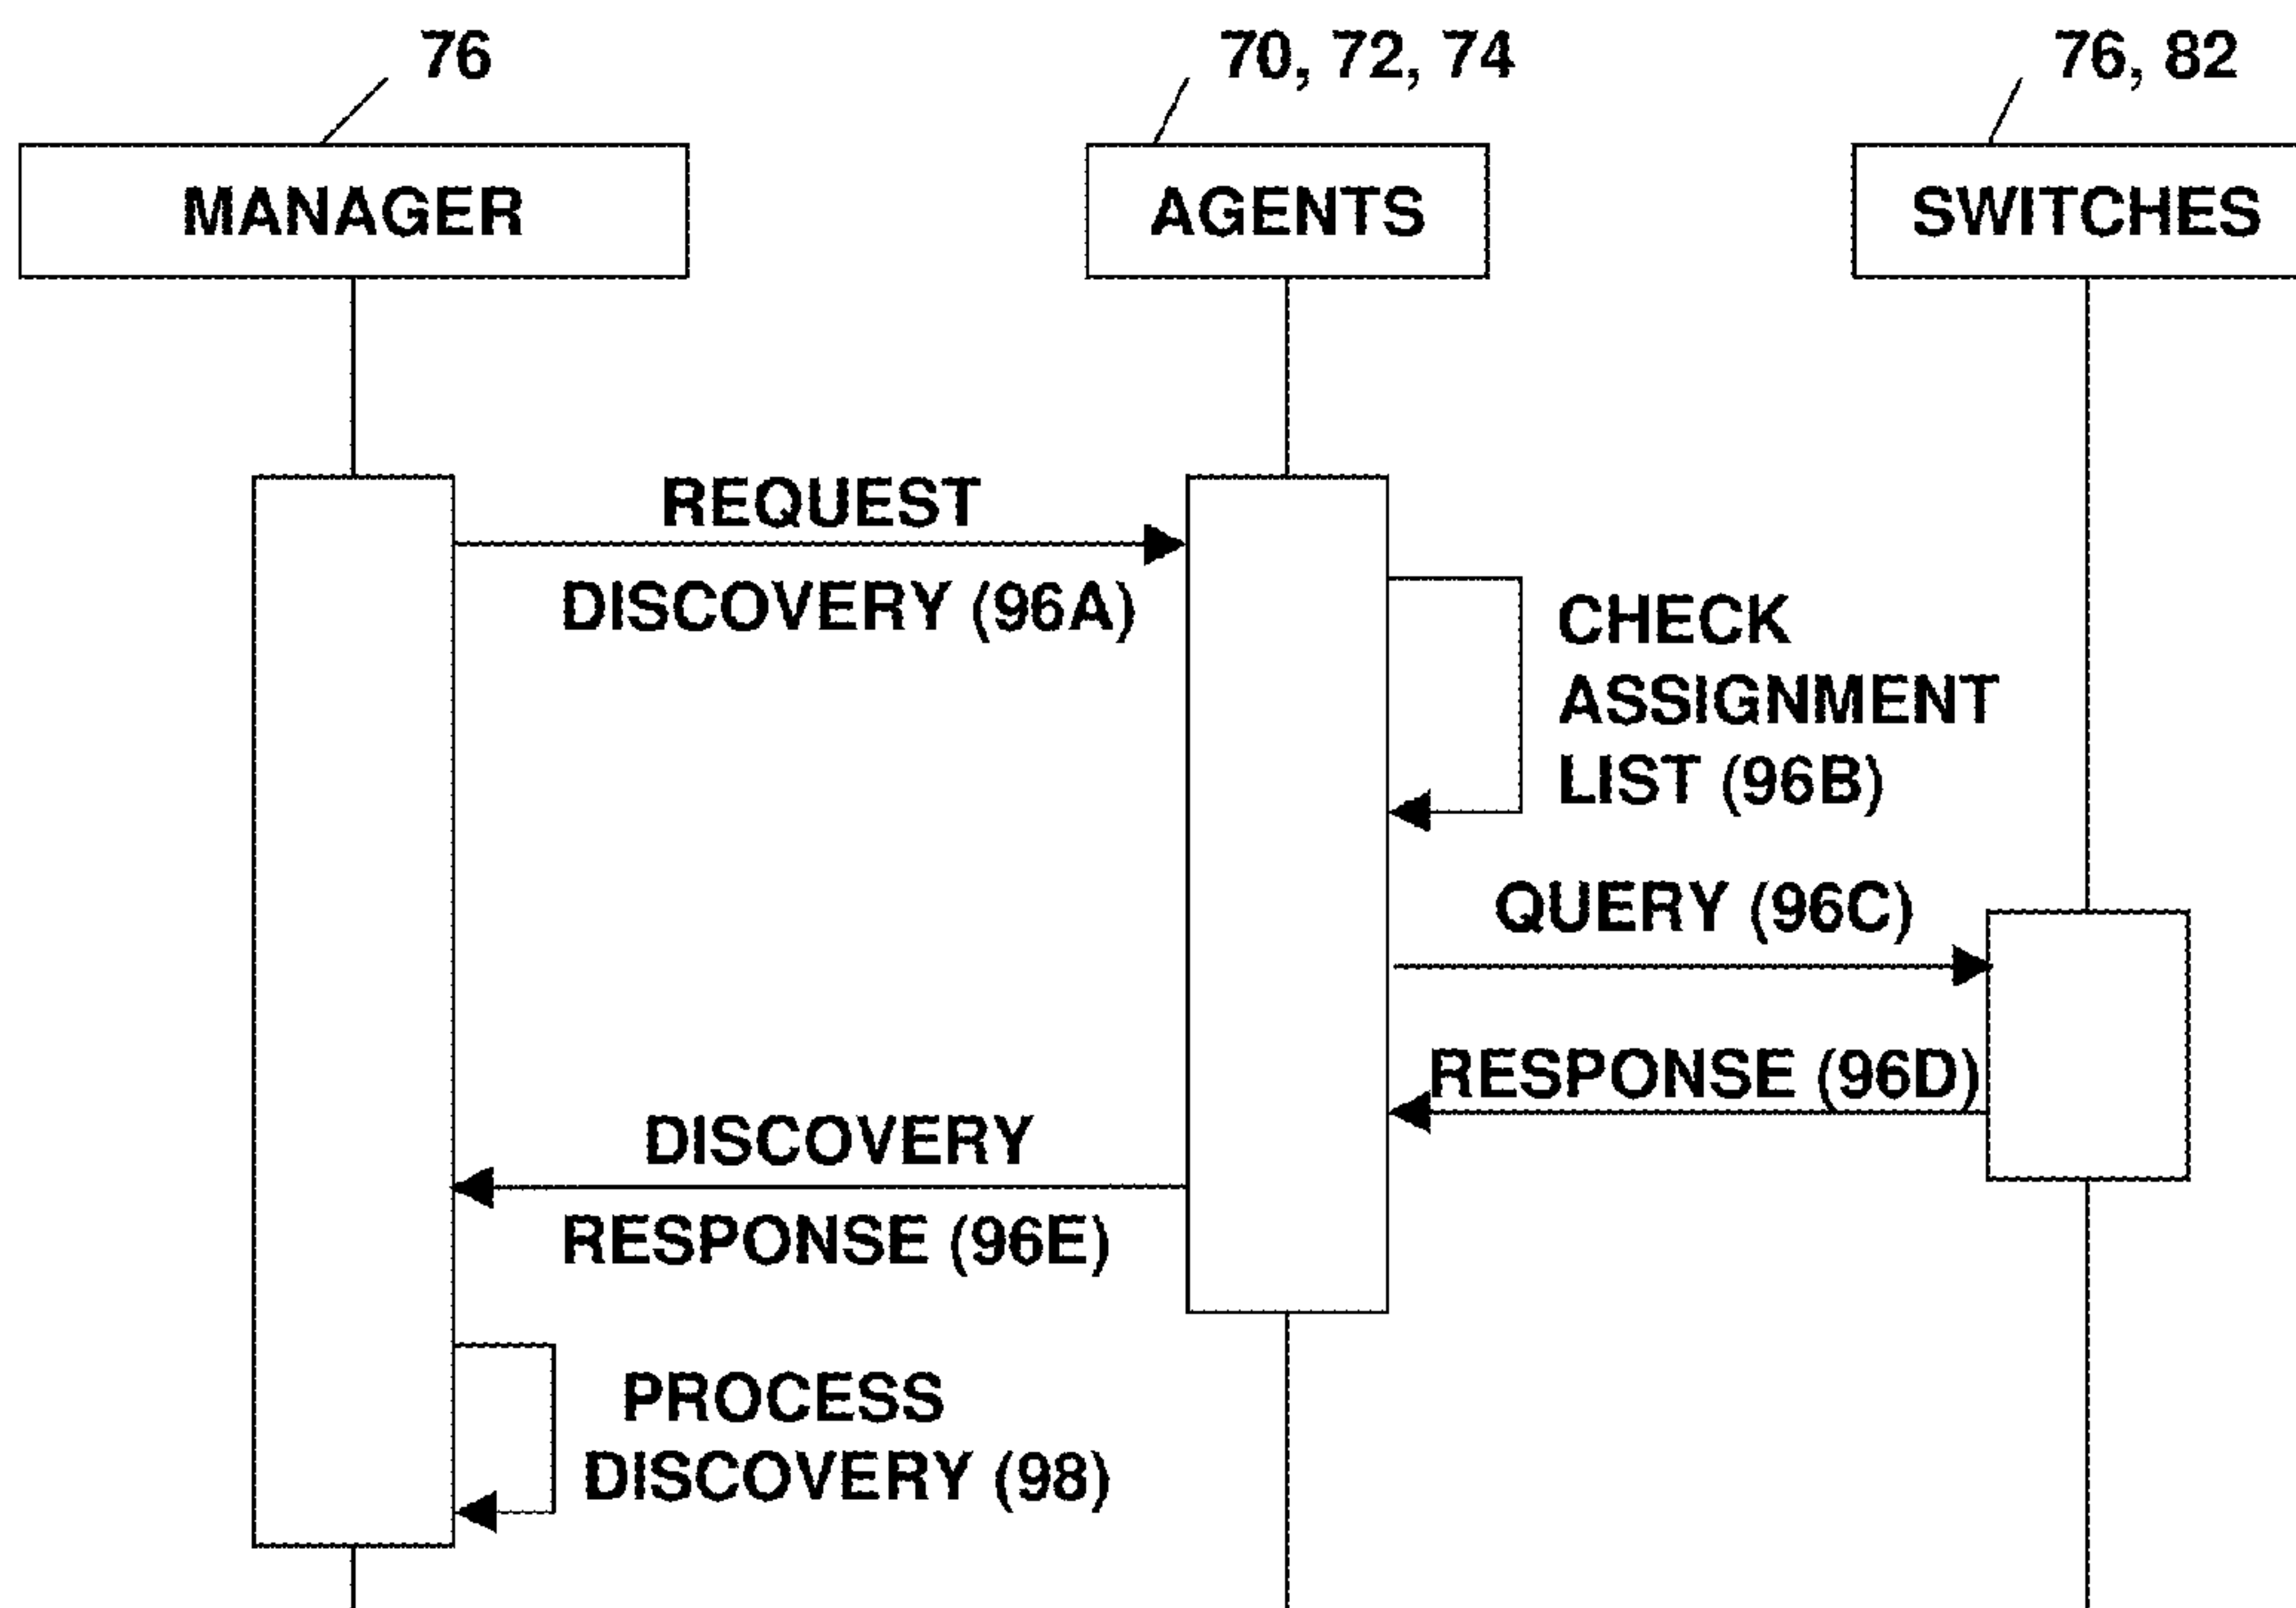 76
70, 72, 74
76, 82
MANAGER
AGENTS
SWITCHES
REQUEST
DISCOVERY (96A)
CHECK
ASSIGNMENT
LIST (96B)
QUERY (96C)
RESPONSE (96D)
DISCOVERY
RESPONSE (96E)
PROCESS
DISCOVERY (98)